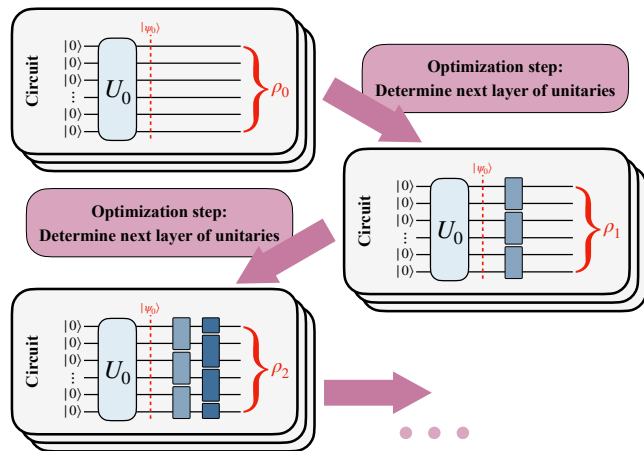 Circuit
|0⟩
|0⟩
|0⟩
...
|0⟩
|0⟩
U₀
|ψ₀⟩
ρ₀
Optimization step:
Determine next layer of unitaries
Circuit
|0⟩
|0⟩
|0⟩
...
|0⟩
|0⟩
U₀
|ψ₀⟩
ρ₁
Optimization step:
Determine next layer of unitaries
Circuit
|0⟩
|0⟩
|0⟩
...
|0⟩
|0⟩
U₀
|ψ₀⟩
ρ₂